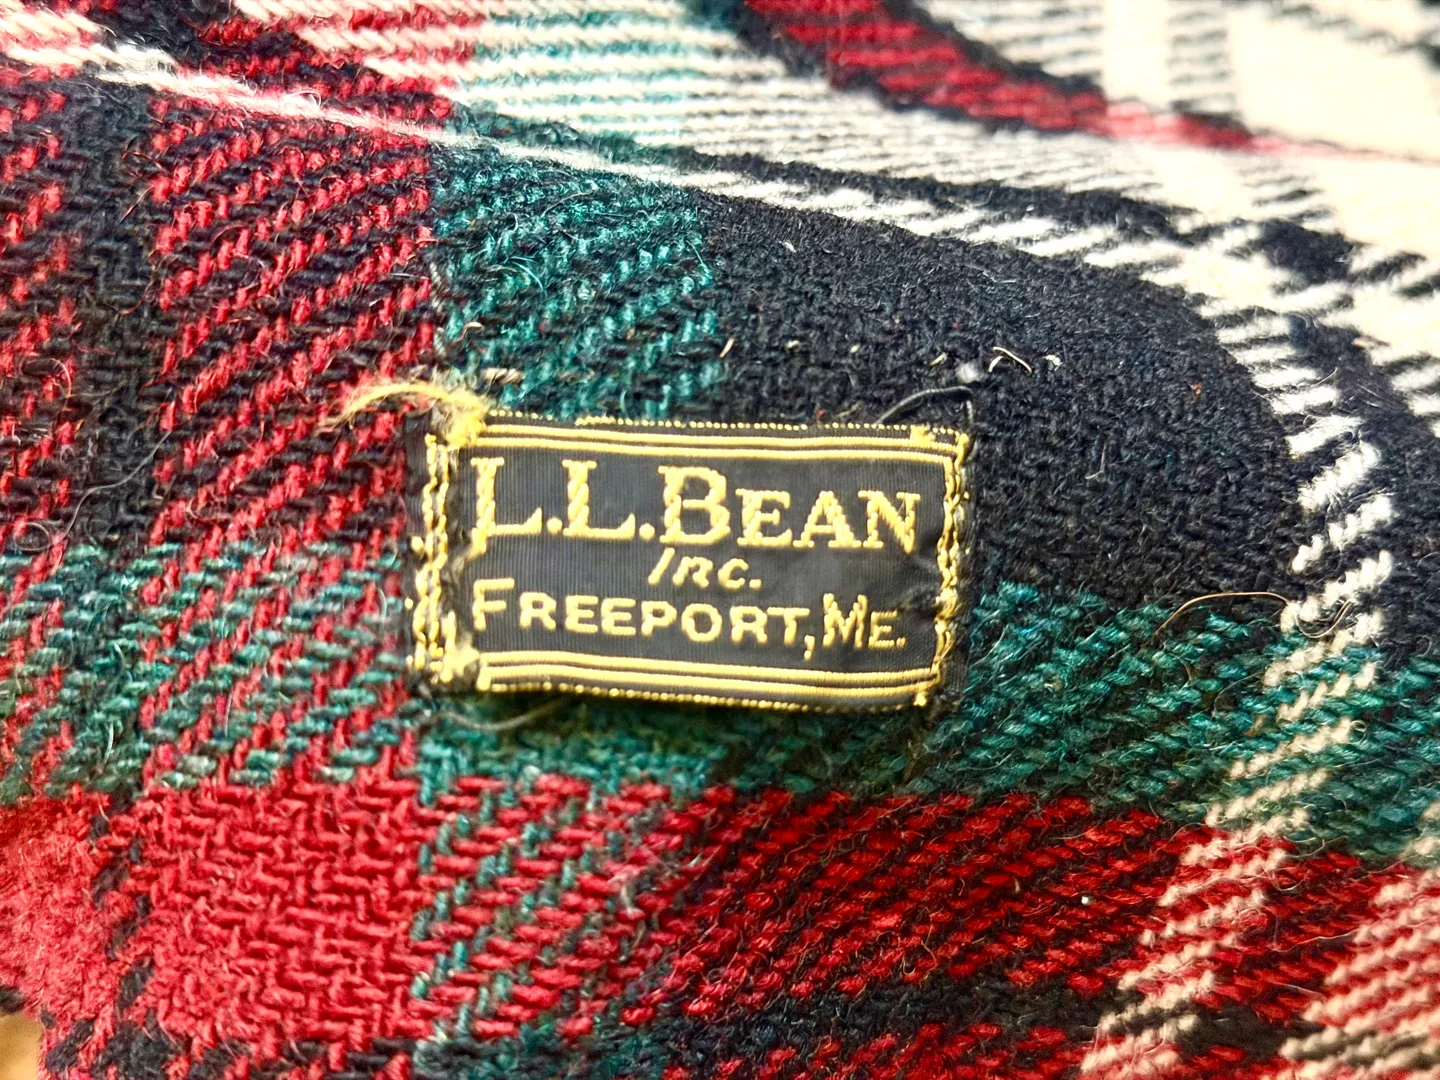 L.L.BEAN
Inc.
FREEPORT, ME.